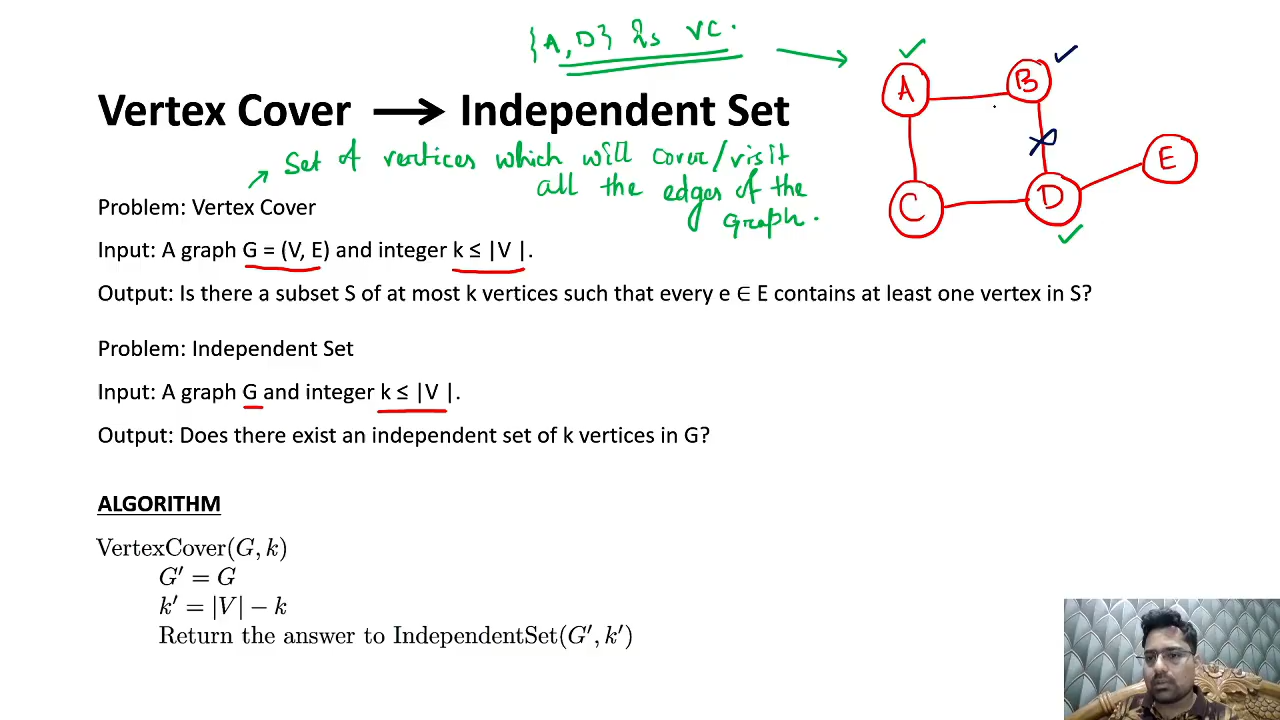 {A, D} Is VC.
Vertex Cover → Independent Set
Set of vertices which will cover/visit
all the edges of the
Graph.
Problem: Vertex Cover
Input: A graph G = (V, E) and integer k ≤ |V |.
Output: Is there a subset S of at most k vertices such that every e ∈ E contains at least one vertex in S?
Problem: Independent Set
Input: A graph G and integer k ≤ |V |.
Output: Does there exist an independent set of k vertices in G?
ALGORITHM
VertexCover(G, k)
G′ = G
k′ = |V| − k
Return the answer to IndependentSet(G′, k′)
A
B
C
D
E